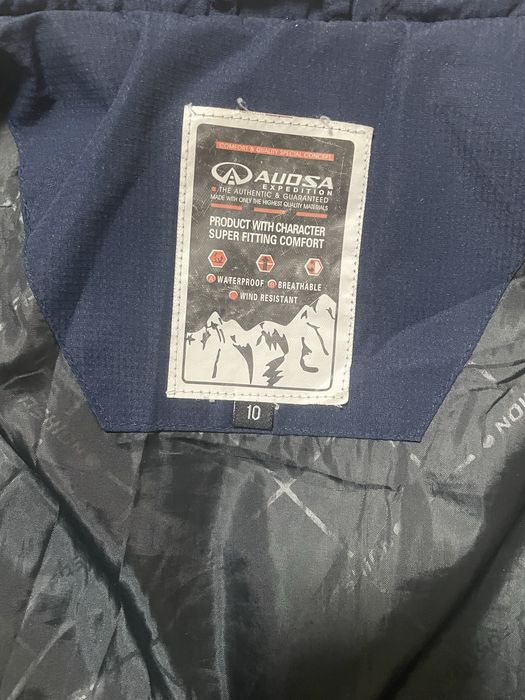 COMFORT & QUALITY SPECIAL CONCEPT
AUDSA
EXPEDITION
THE AUTHENTIC & GUARANTEED
MADE WITH ONLY THE HIGHEST QUALITY MATERIALS
PRODUCT WITH CHARACTER
SUPER FITTING COMFORT
WATERPROOF BREATHABLE
WIND RESISTANT
10